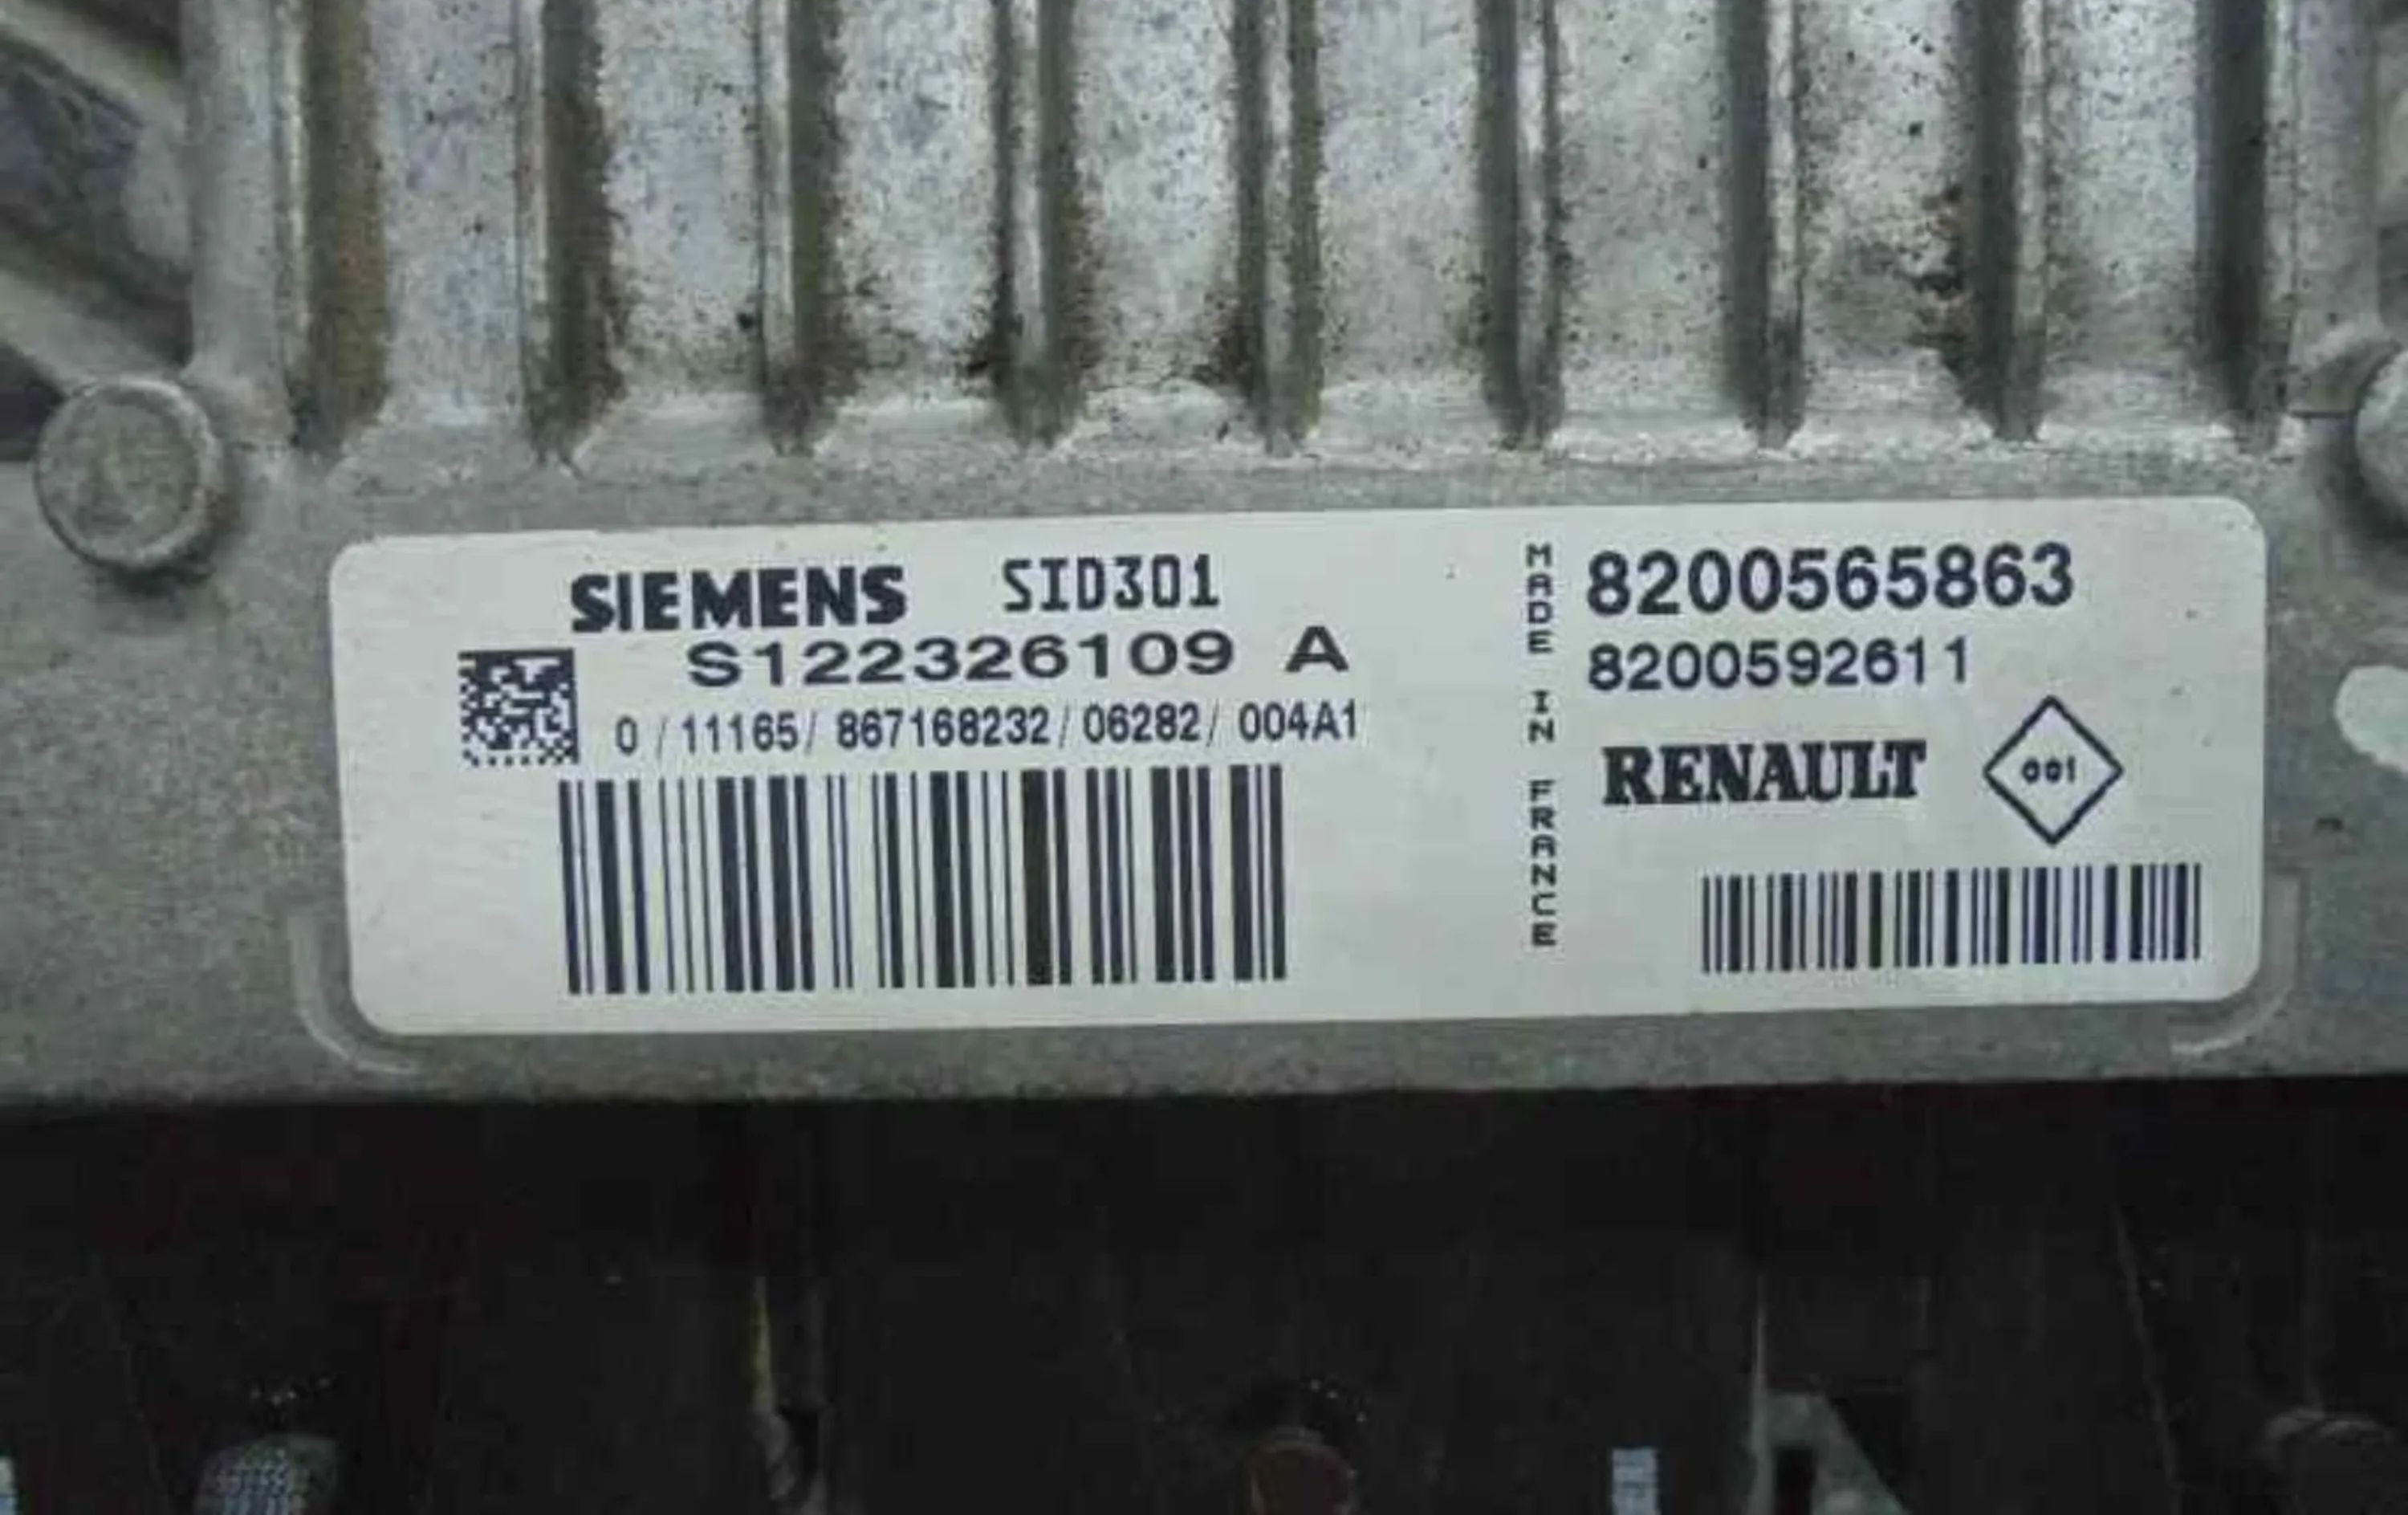 SIEMENS SID301
S122326109 A
0 / 11165/ 867168232/ 06282/ 004A1
MADE IN FRANCE
8200565863
8200592611
RENAULT 001